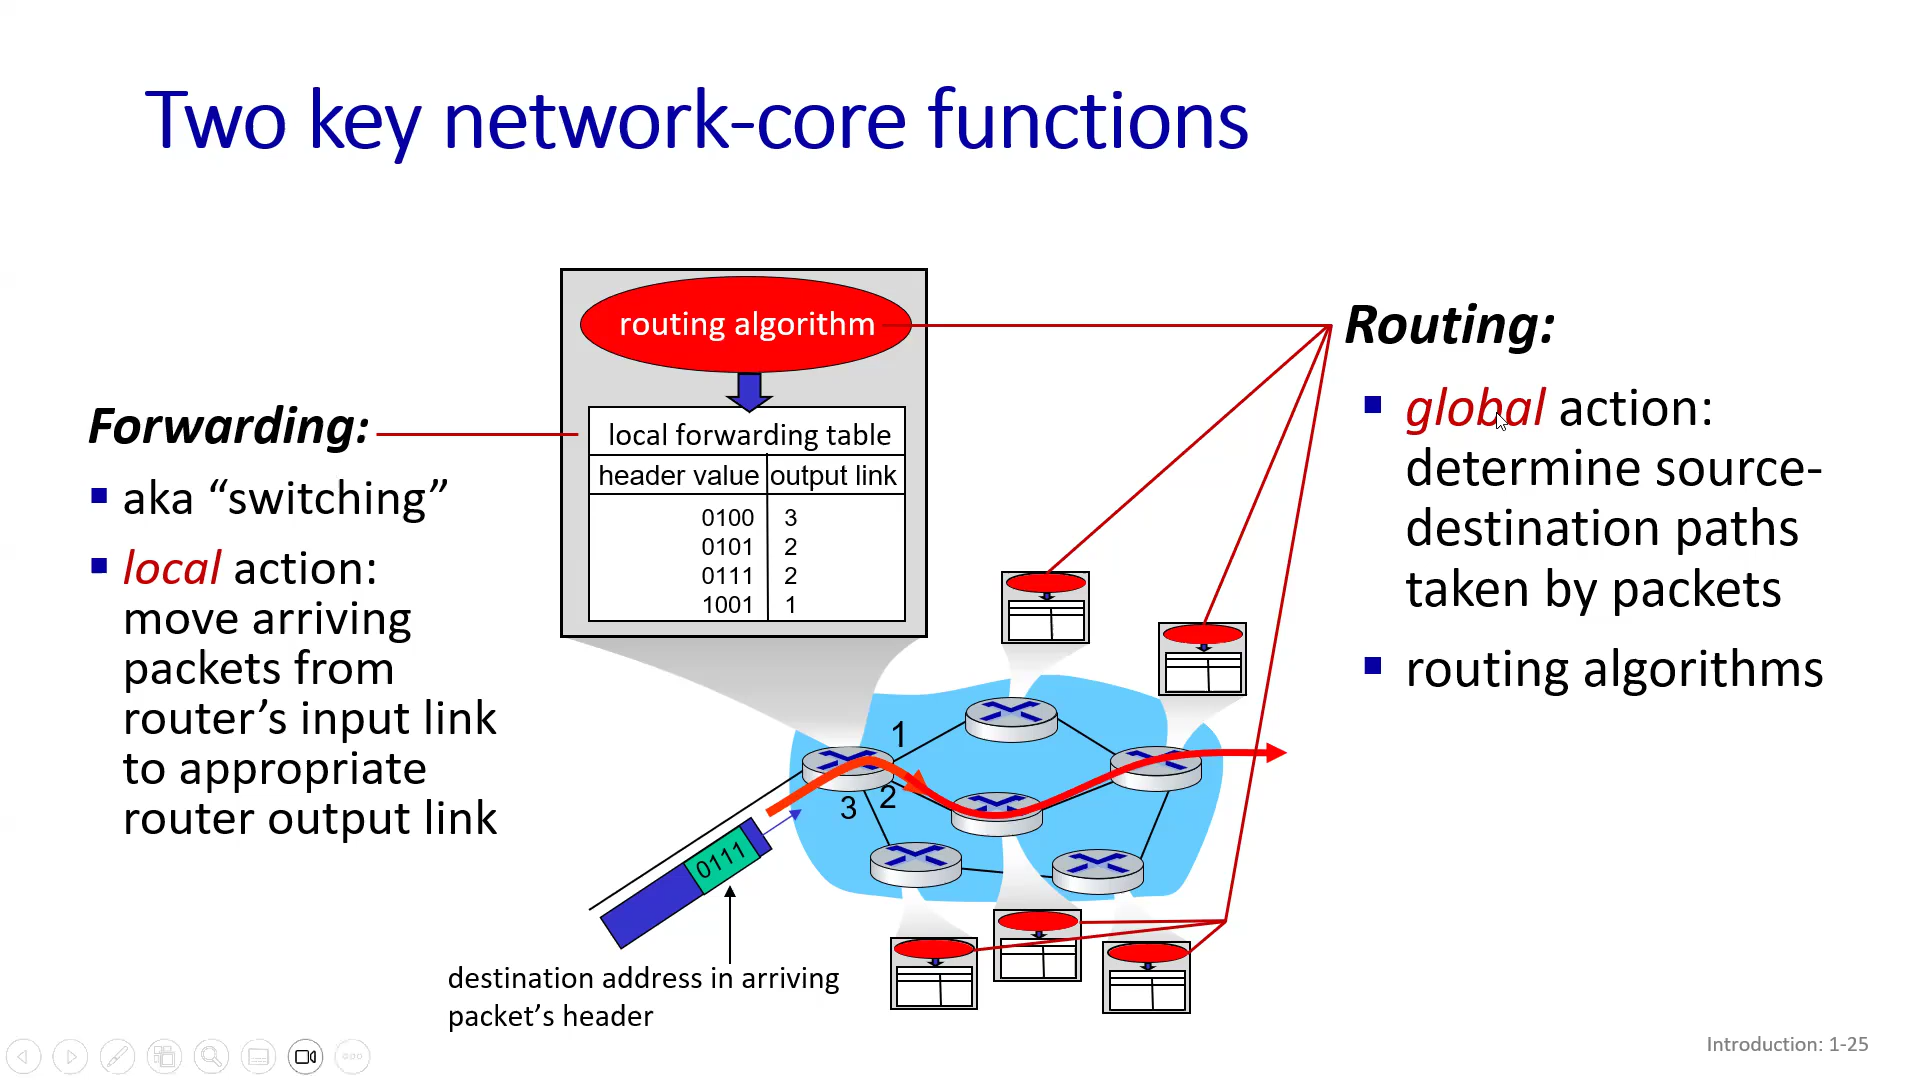 Two key network-core functions
Forwarding:
aka “switching”
local action:
move arriving
packets from
router’s input link
to appropriate
router output link
routing algorithm
local forwarding table
header value output link
0100 3
0101 2
0111 2
1001 1
1
2
3
0111
destination address in arriving
packet’s header
Routing:
global action:
determine source-
destination paths
taken by packets
routing algorithms
Introduction: 1-25